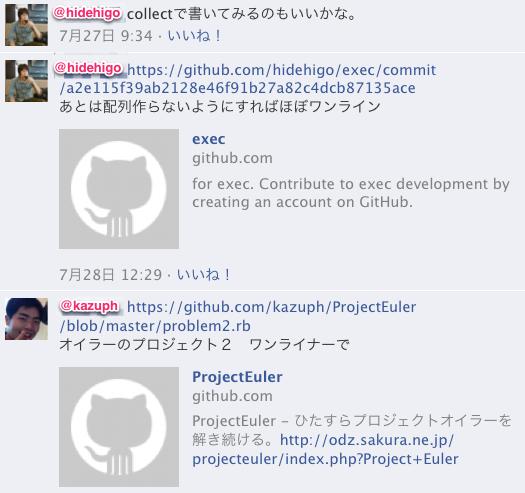 @hidehigo collectで書いてみるのもいいかな。
7月27日 9:34 · いいね！
@hidehigo https://github.com/hidehigo/exec/commit
/a2e115f39ab2128e46f91b27a82c4dcb87135ace
あとは配列作らないようにすればほぼワンライン
exec
github.com
for exec. Contribute to exec development by
creating an account on GitHub.
7月28日 12:29 · いいね！
@kazuph https://github.com/kazuph/ProjectEuler
/blob/master/problem2.rb
オイラーのプロジェクト２　ワンライナーで
ProjectEuler
github.com
ProjectEuler - ひたすらプロジェクトオイラーを
解き続ける。http://odz.sakura.ne.jp/
projecteuler/index.php?Project+Euler